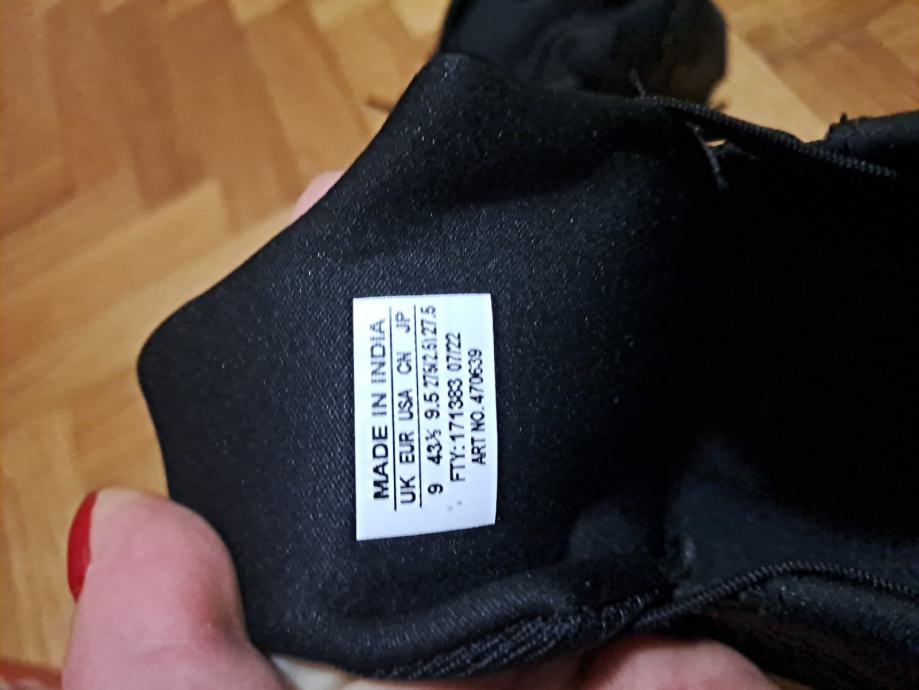 MADE IN INDIA
UK EUR USA CN JP
9 43⅓ 9.5 275(2.5) 27.5
FTY:171383 07/22
ART NO. 470639